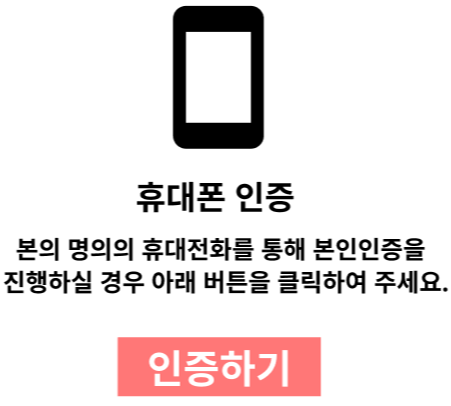 휴대폰 인증
본의 명의의 휴대전화를 통해 본인인증을
진행하실 경우 아래 버튼을 클릭하여 주세요.
인증하기